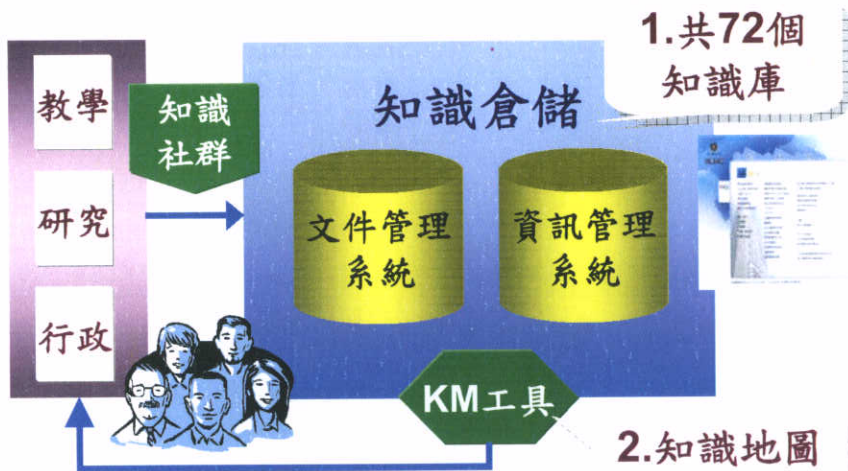 1.共72個
知識庫
教學
研究
行政
知識
社群
知識倉儲
文件管理
系統
資訊管理
系統
KM工具
2.知識地圖